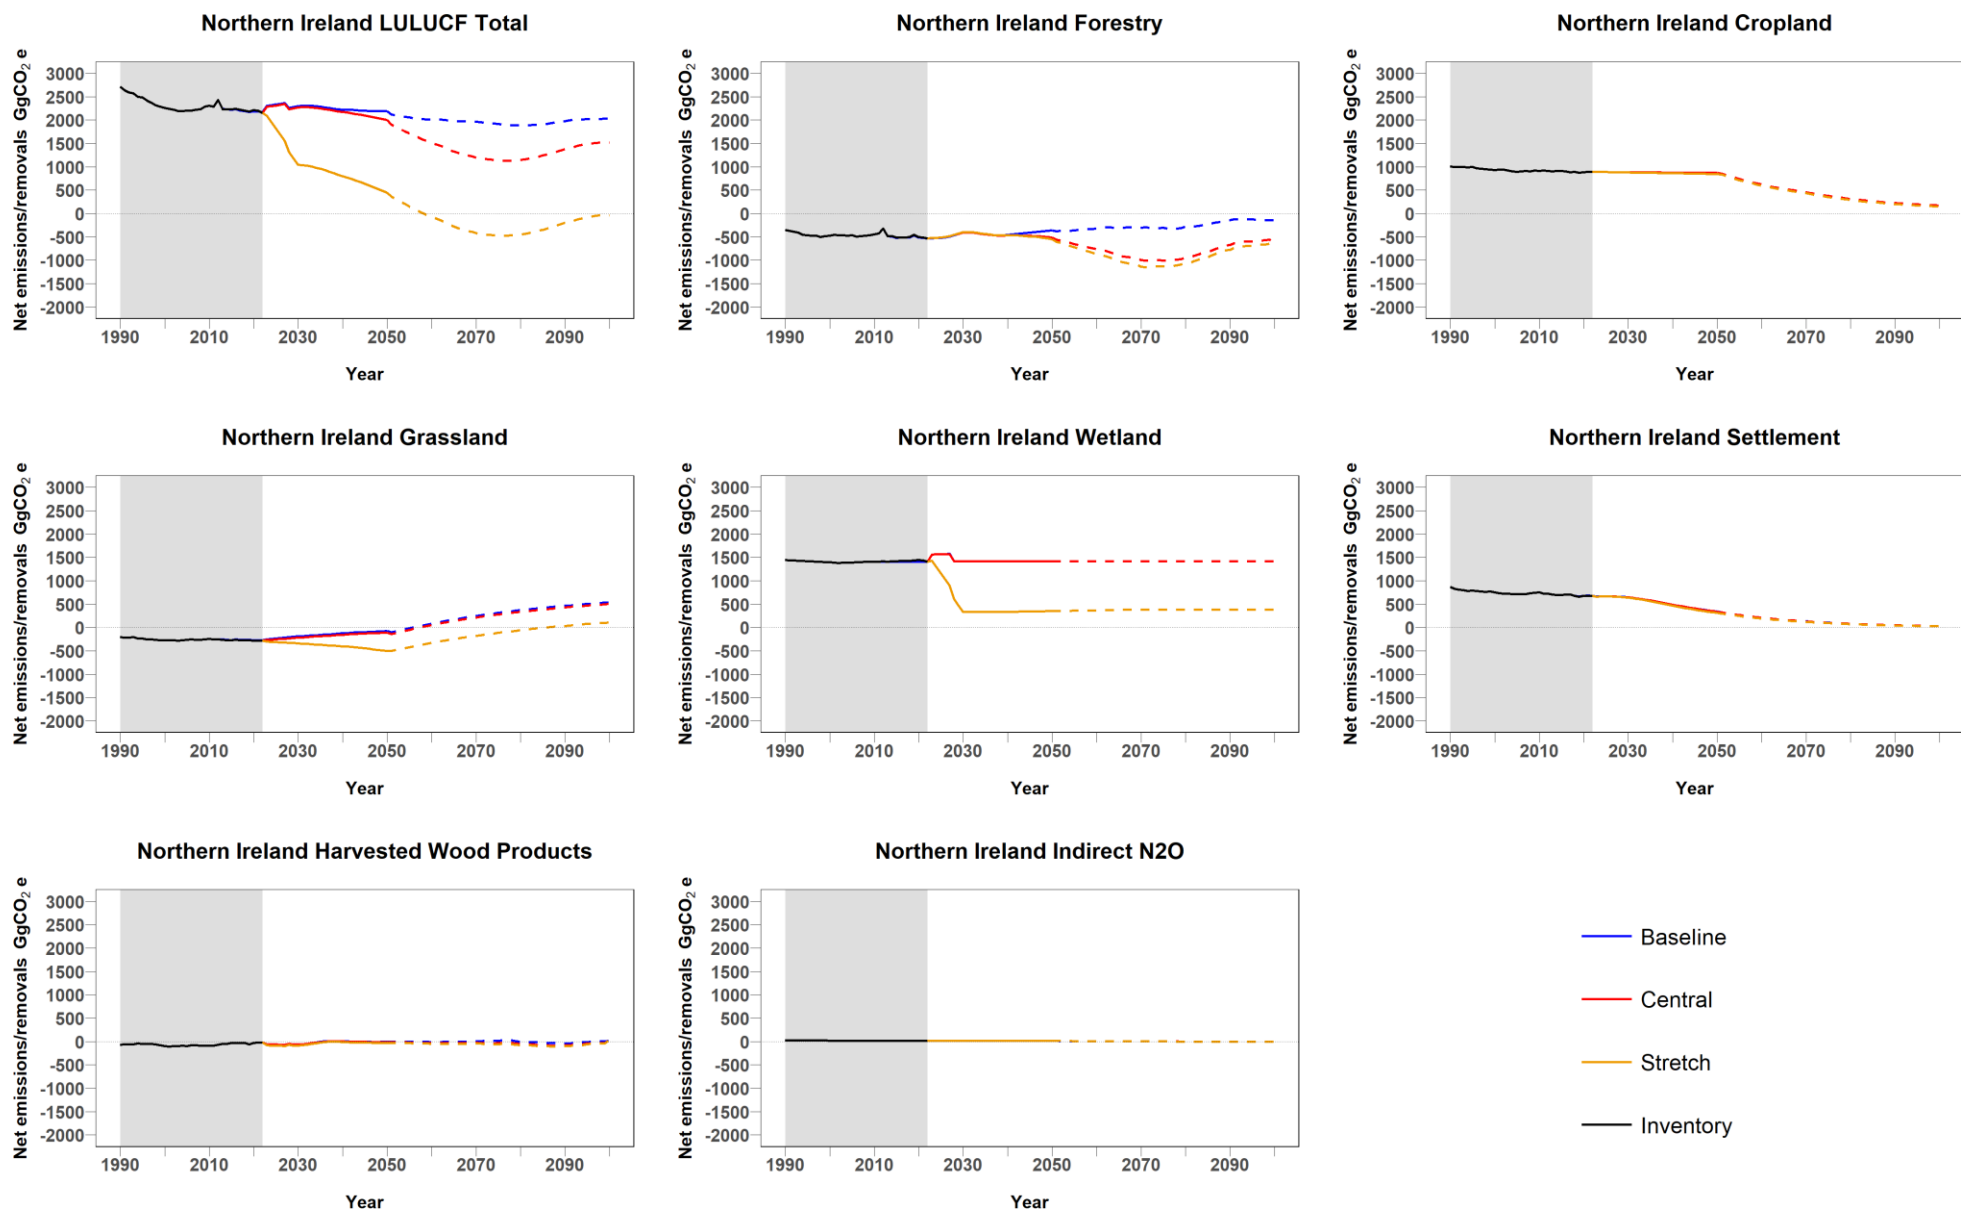 Northern Ireland LULUCF Total
Net emissions/removals GgCO₂ e
3000
2500
2000
1500
1000
500
0
-500
-1000
-1500
-2000
1990 2010 2030 2050 2070 2090
Year
Northern Ireland Forestry
Net emissions/removals GgCO₂ e
3000
2500
2000
1500
1000
500
0
-500
-1000
-1500
-2000
1990 2010 2030 2050 2070 2090
Year
Northern Ireland Cropland
Net emissions/removals GgCO₂ e
3000
2500
2000
1500
1000
500
0
-500
-1000
-1500
-2000
1990 2010 2030 2050 2070 2090
Year
Northern Ireland Grassland
Net emissions/removals GgCO₂ e
3000
2500
2000
1500
1000
500
0
-500
-1000
-1500
-2000
1990 2010 2030 2050 2070 2090
Year
Northern Ireland Wetland
Net emissions/removals GgCO₂ e
3000
2500
2000
1500
1000
500
0
-500
-1000
-1500
-2000
1990 2010 2030 2050 2070 2090
Year
Northern Ireland Settlement
Net emissions/removals GgCO₂ e
3000
2500
2000
1500
1000
500
0
-500
-1000
-1500
-2000
1990 2010 2030 2050 2070 2090
Year
Northern Ireland Harvested Wood Products
Net emissions/removals GgCO₂ e
3000
2500
2000
1500
1000
500
0
-500
-1000
-1500
-2000
1990 2010 2030 2050 2070 2090
Year
Northern Ireland Indirect N2O
Net emissions/removals GgCO₂ e
3000
2500
2000
1500
1000
500
0
-500
-1000
-1500
-2000
1990 2010 2030 2050 2070 2090
Year
Baseline
Central
Stretch
Inventory